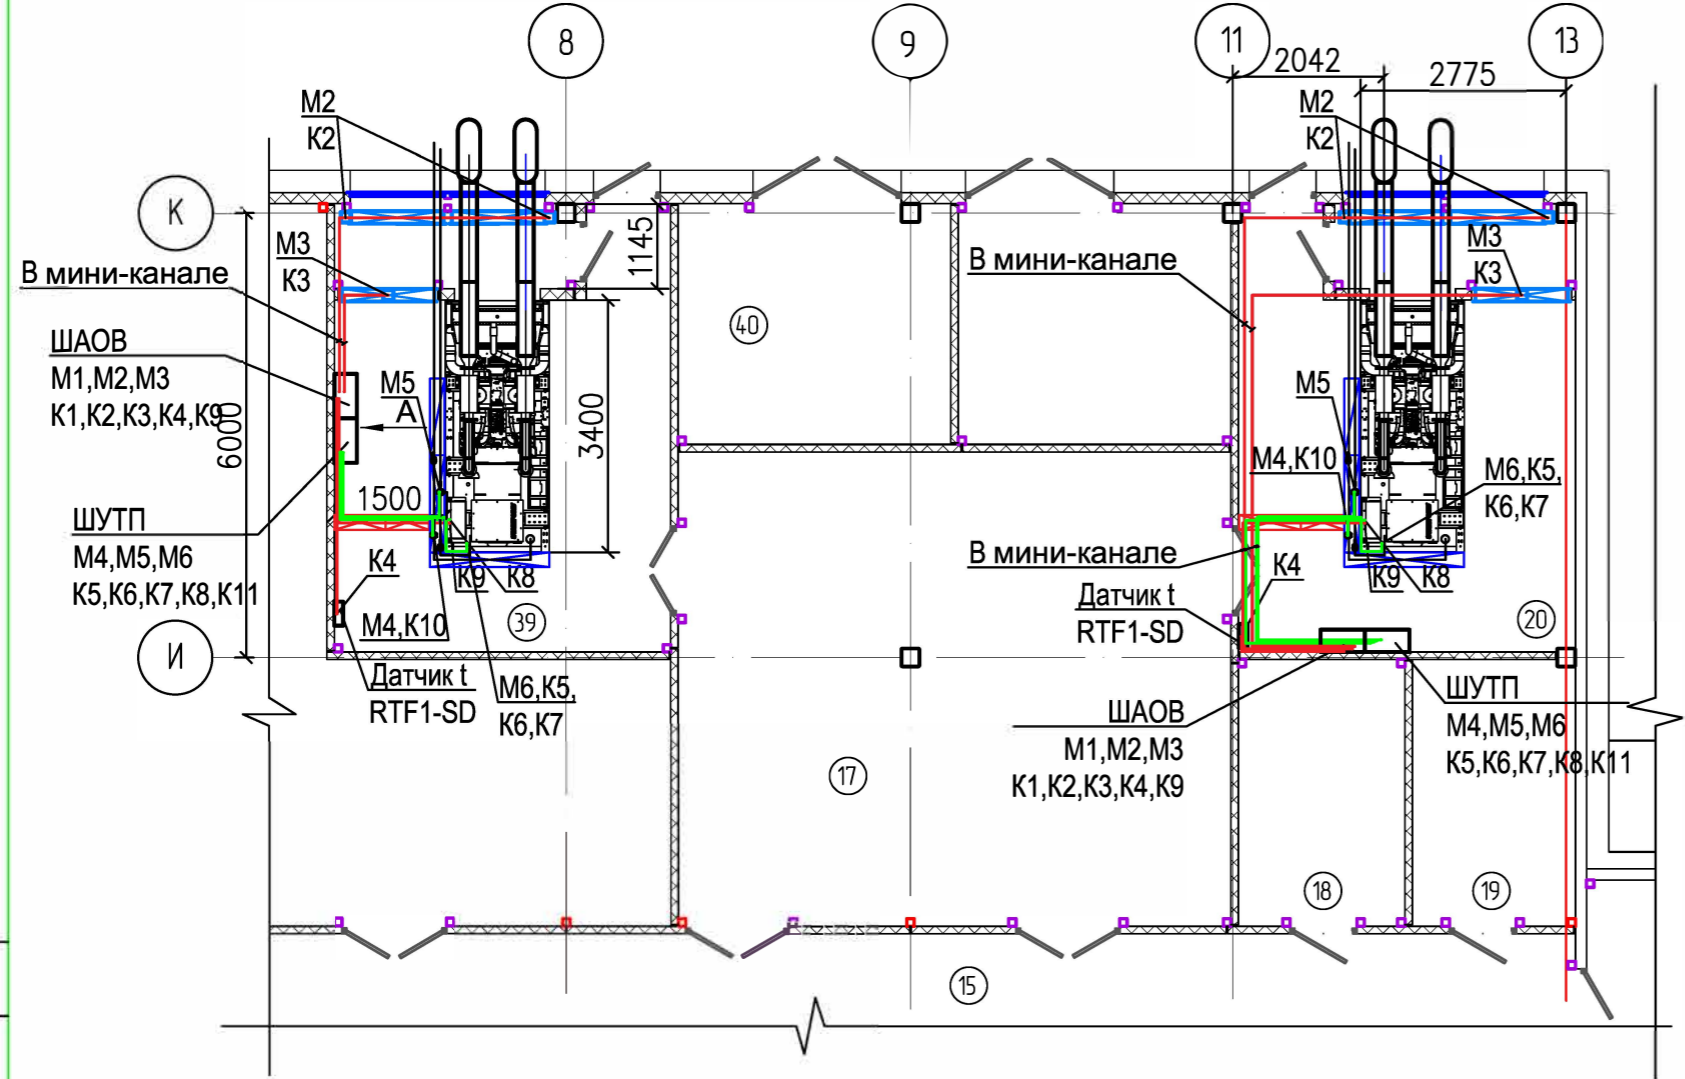 8
9
11
13
2042
2775
М2
К2
М2
К2
К
М3
К3
1145
М3
К3
В мини-канале
В мини-канале
40
ШАОВ
М1,М2,М3
К1,К2,К3,К4,К9
6000
М5
А
3400
М5
М4,К10
М6,К5,
К6,К7
1500
ШУТП
М4,М5,М6
К5,К6,К7,К8,К11
К4
К9
К8
В мини-канале
К4
К9
К8
Датчик t
RTF1-SD
М4,К10
39
20
И
Датчик t
RTF1-SD
М6,К5,
К6,К7
ШАОВ
М1,М2,М3
К1,К2,К3,К4,К9
ШУТП
М4,М5,М6
К5,К6,К7,К8,К11
17
18
19
15